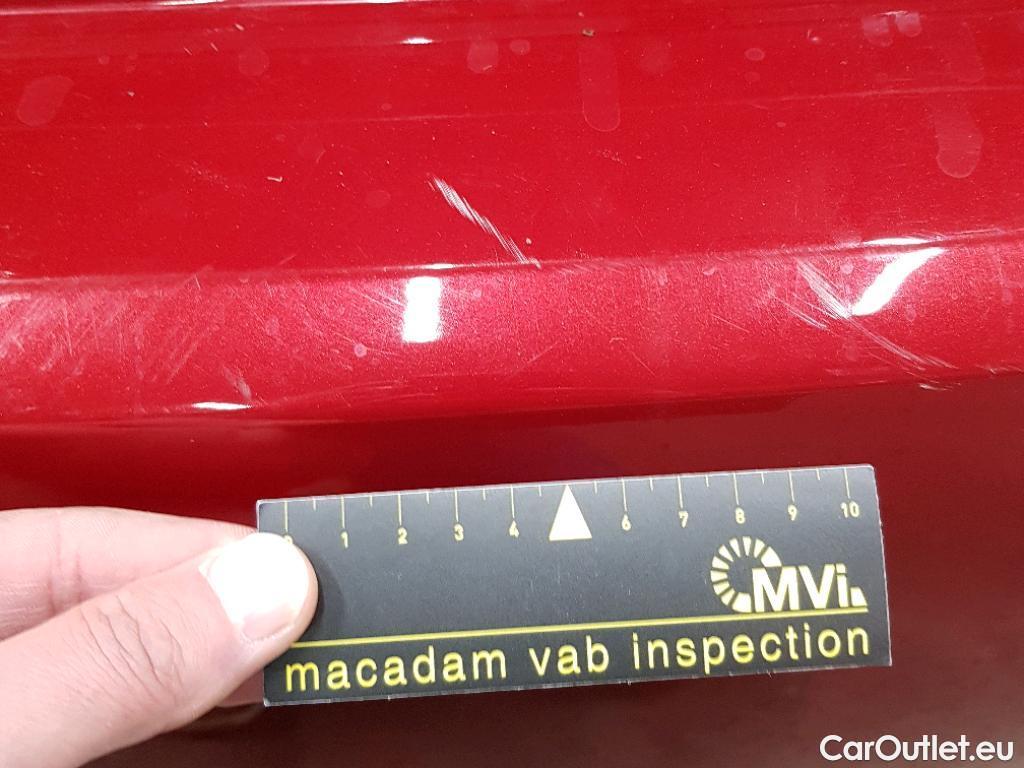 0 1 2 3 4 6 7 8 9 10
MVi.
macadam vab inspection
CarOutlet.eu